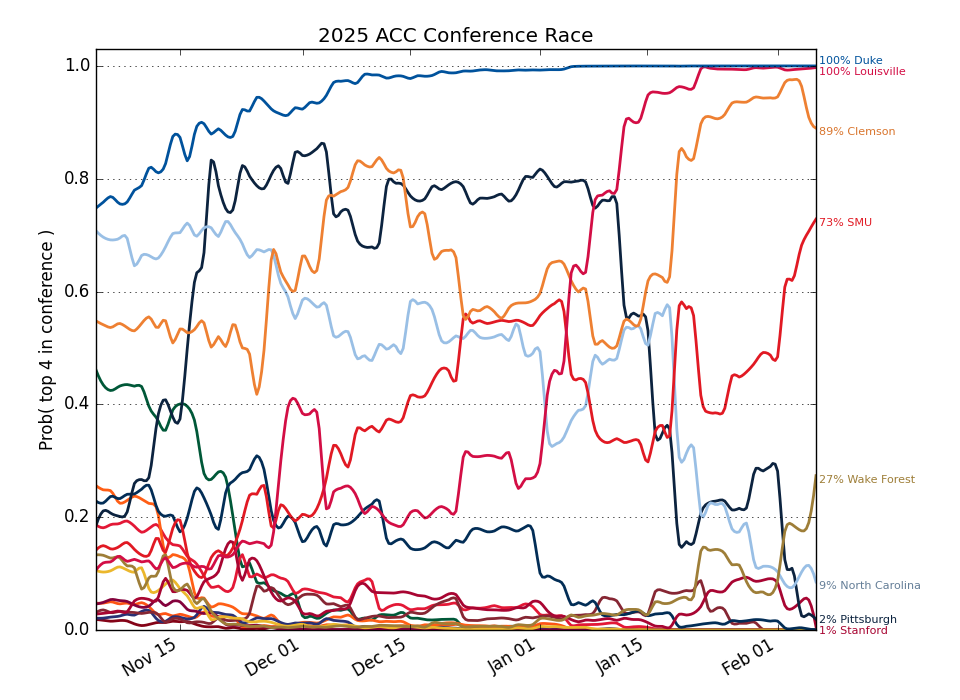 2025 ACC Conference Race
Prob( top 4 in conference )
1.0
0.8
0.6
0.4
0.2
0.0
Nov 15
Dec 01
Dec 15
Jan 01
Jan 15
Feb 01
100% Duke
100% Louisville
89% Clemson
73% SMU
27% Wake Forest
9% North Carolina
2% Pittsburgh
1% Stanford